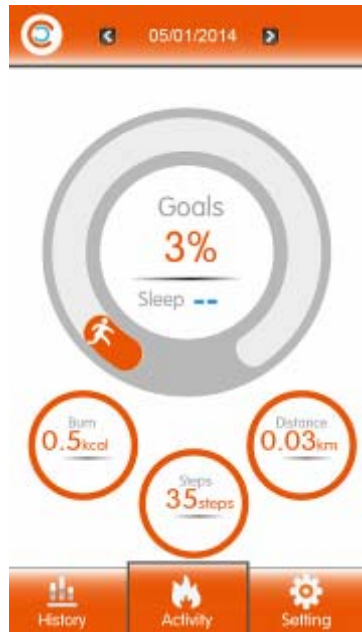 05/01/2014
Goals
3%
Sleep --
Burn
0.5kcal
Distance
0.03km
Steps
35steps
History
Activity
Setting